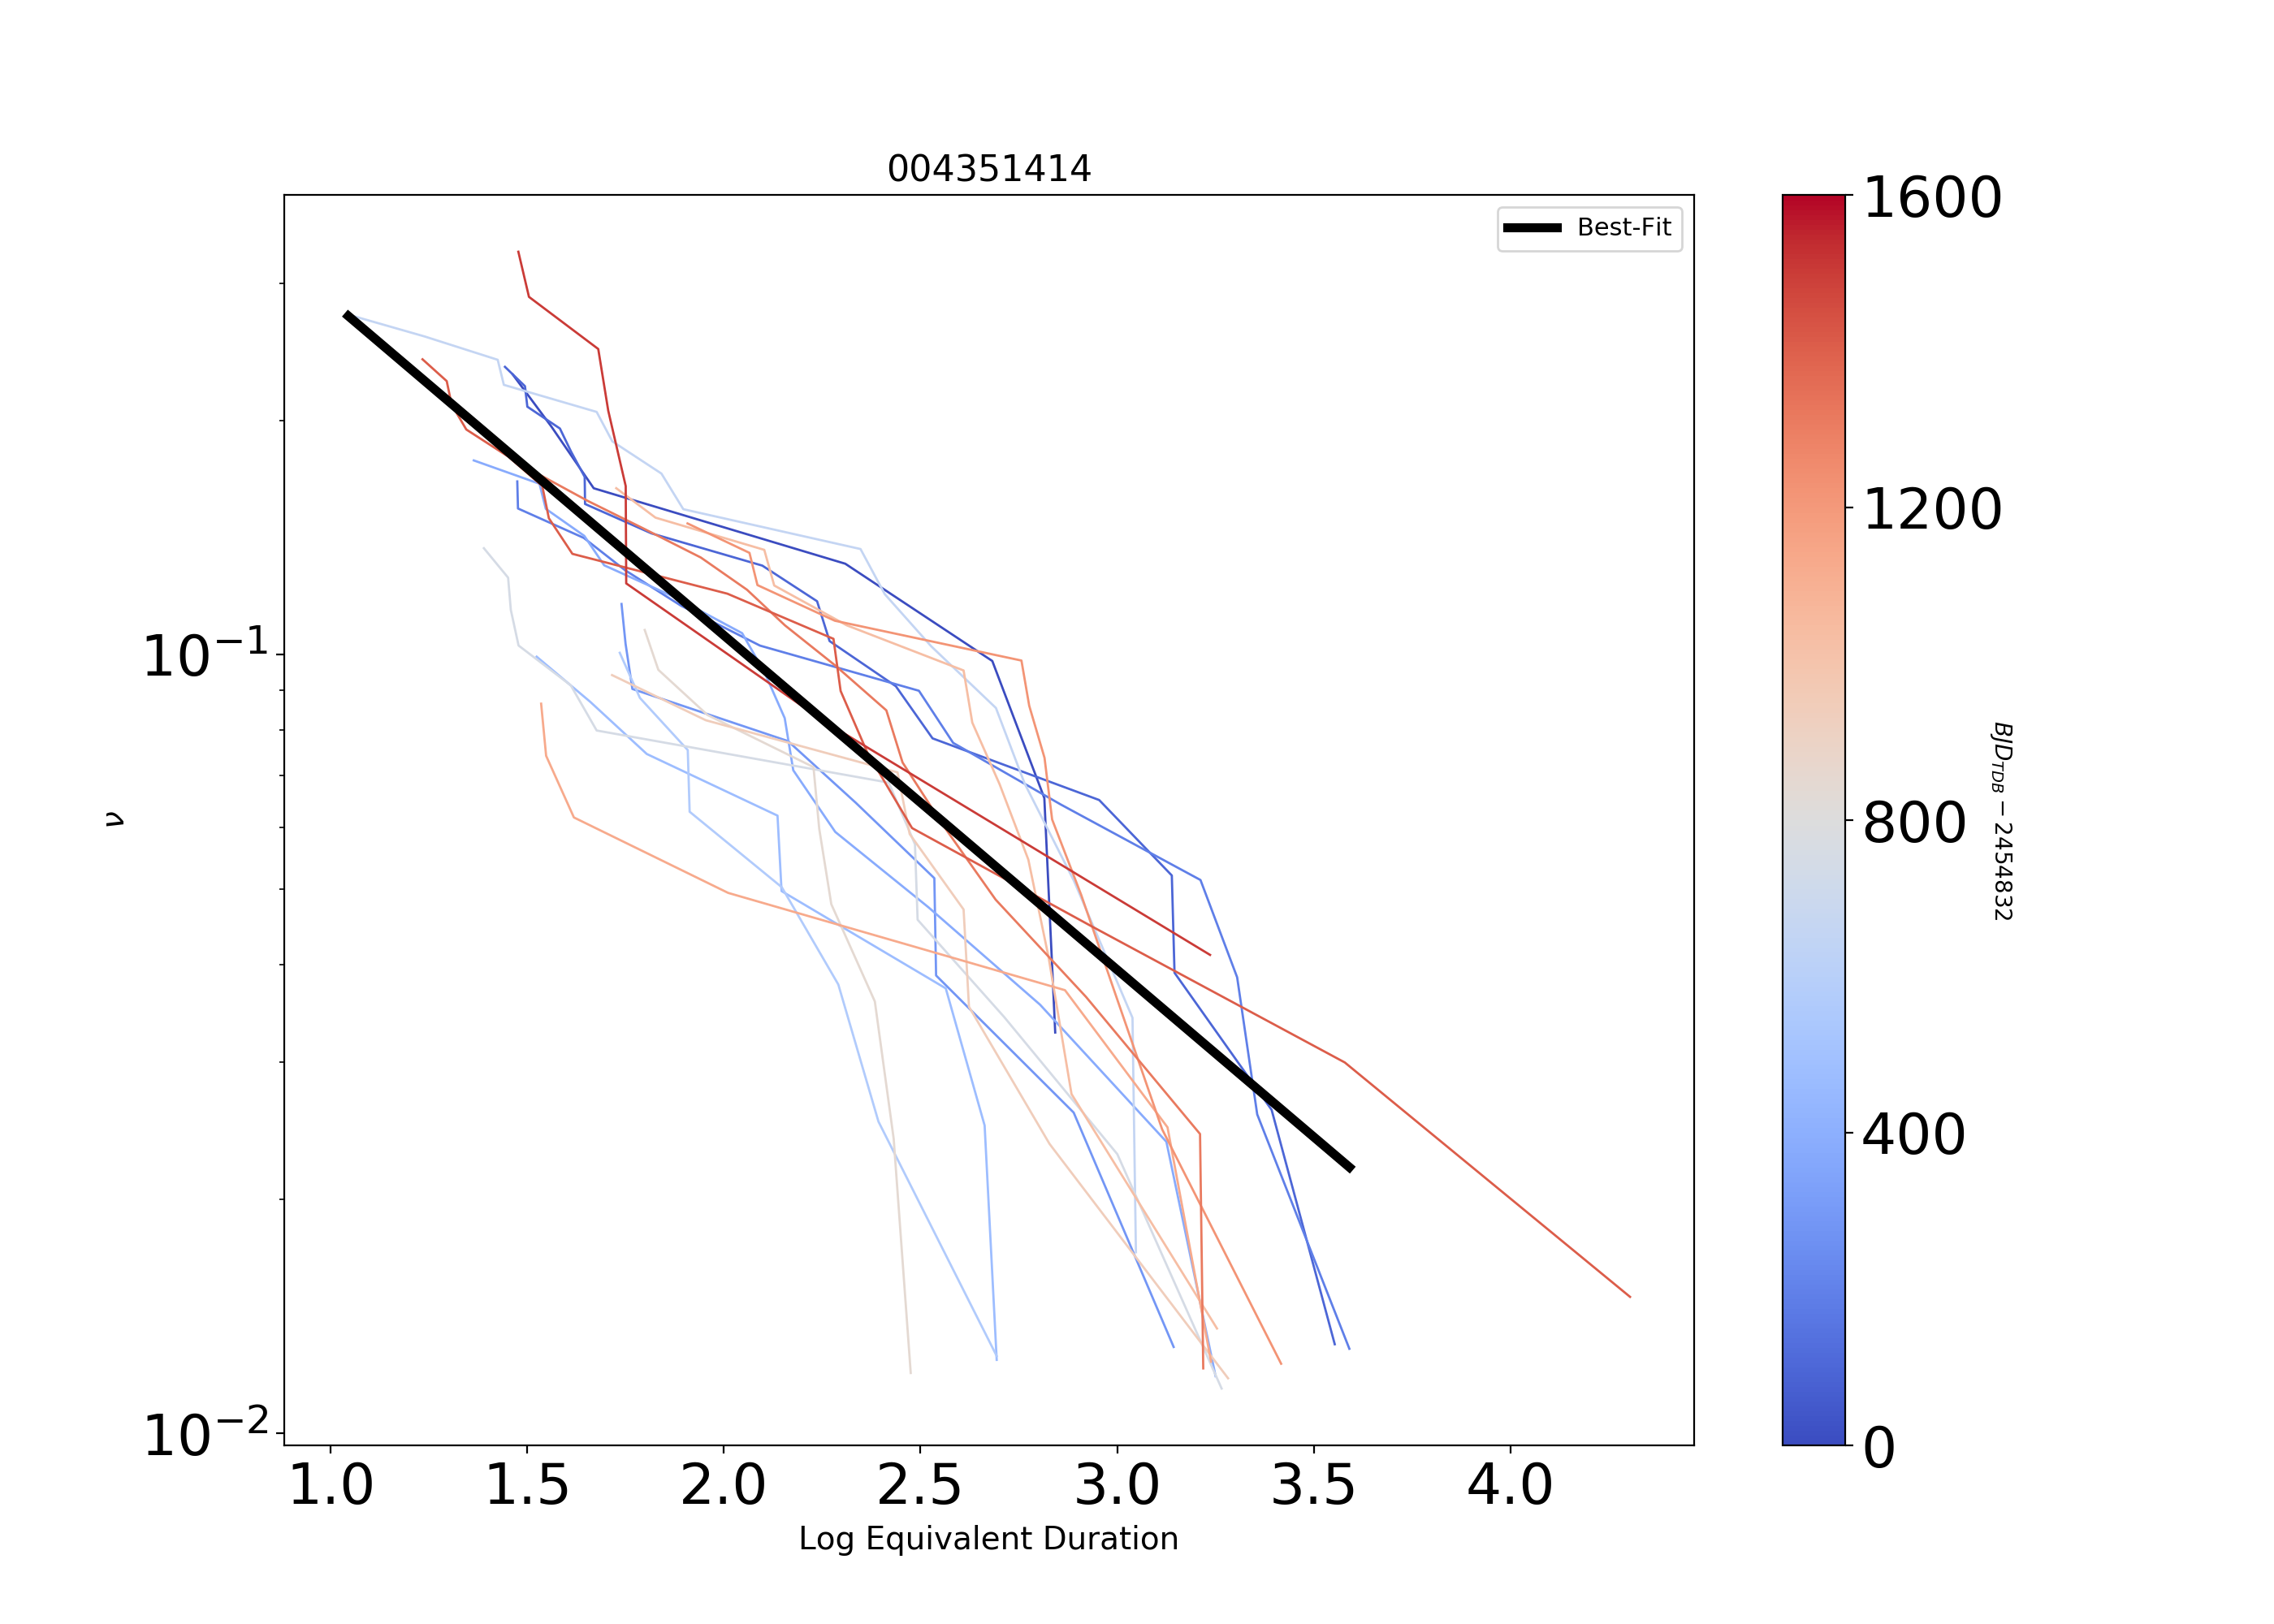 004351414
Best-Fit
10⁻¹
10⁻²
ν
1.0 1.5 2.0 2.5 3.0 3.5 4.0
Log Equivalent Duration
1600
1200
800
400
0
BJD_TDB − 2454832